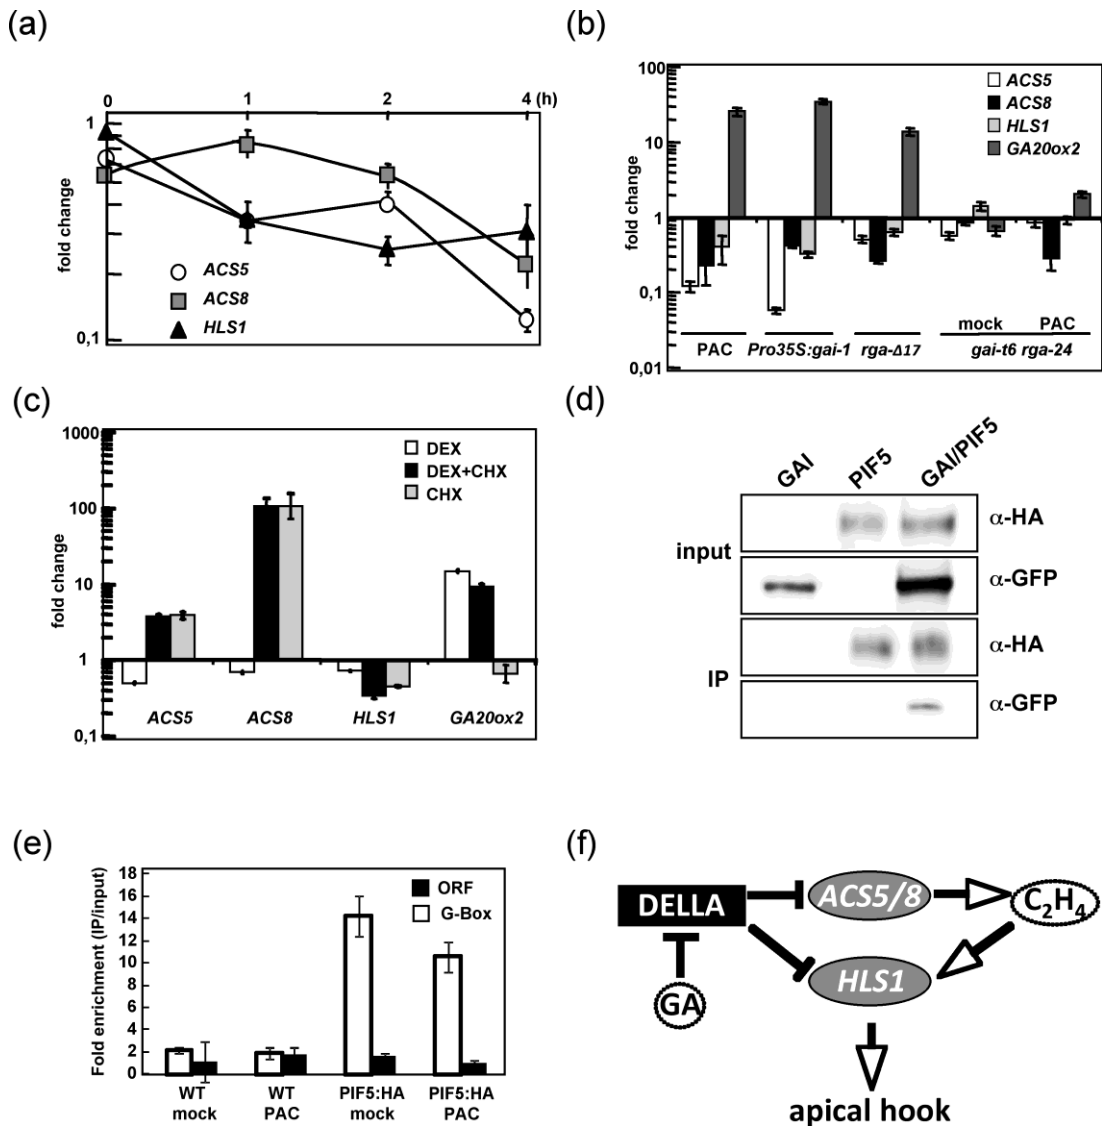 (a)
0 1 2 4 (h)
1
0,1
fold change
ACS5
ACS8
HLS1
(b)
100
10
1
0,1
0,01
fold change
ACS5
ACS8
HLS1
GA20ox2
mock PAC
PAC Pro35S:gai-1 rga-Δ17 gai-t6 rga-24
(c)
1000
100
10
1
0,1
fold change
DEX
DEX+CHX
CHX
ACS5 ACS8 HLS1 GA20ox2
(d)
GAI PIF5 GAI/PIF5
input
α-HA
α-GFP
IP
α-HA
α-GFP
(e)
18
16
14
12
10
8
6
4
2
0
Fold enrichment (IP/input)
ORF
G-Box
WT mock
WT PAC
PIF5:HA mock
PIF5:HA PAC
(f)
DELLA
ACS5/8
C2H4
GA
HLS1
apical hook